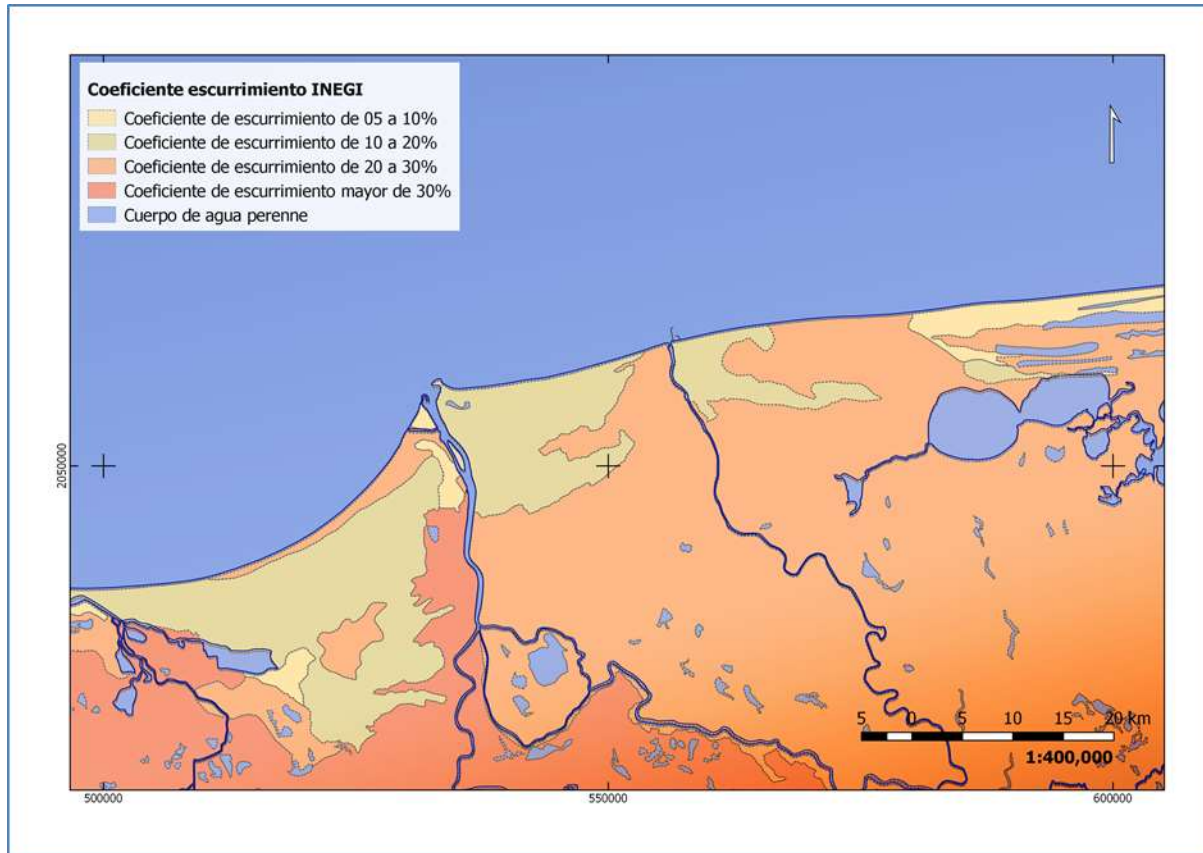 Coeficiente escurrimiento INEGI
Coeficiente de escurrimiento de 05 a 10%
Coeficiente de escurrimiento de 10 a 20%
Coeficiente de escurrimiento de 20 a 30%
Coeficiente de escurrimiento mayor de 30%
Cuerpo de agua perenne
2050000
5 0 5 10 15 20 km
1:400,000
500000 550000 600000